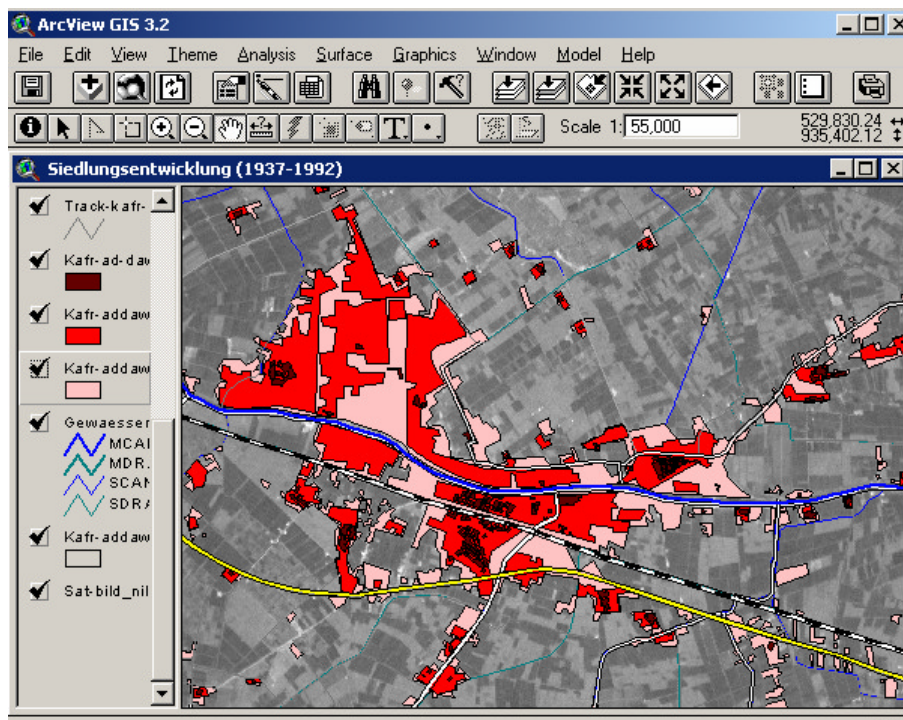 ArcView GIS 3.2
File Edit View Theme Analysis Surface Graphics Window Model Help
Scale 1: 55,000
529,830.24
935,402.12
Siedlungsentwicklung (1937-1992)
Track-kafr-
Kafr-ad-da
Kafr-addaw
Kafr-addaw
Gewaesser
MCAI
MDR.
SCAN
SDRA
Kafr-addaw
Sat-bild_nil